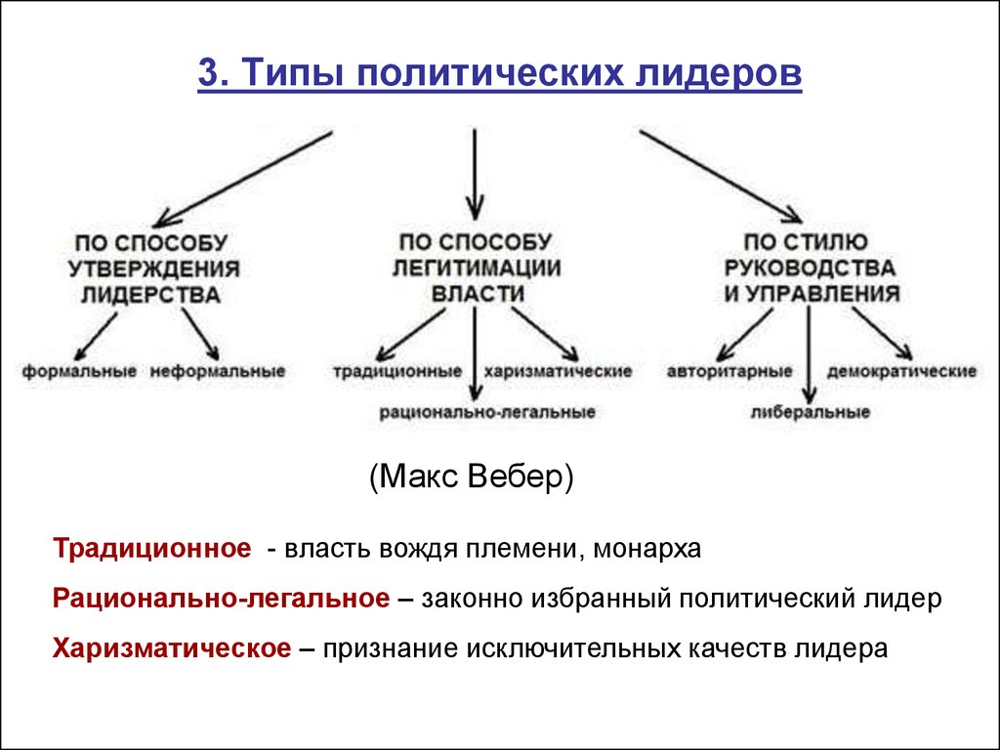 3. Типы политических лидеров
ПО СПОСОБУ
УТВЕРЖДЕНИЯ
ЛИДЕРСТВА
ПО СПОСОБУ
ЛЕГИТИМАЦИИ
ВЛАСТИ
ПО СТИЛЮ
РУКОВОДСТВА
И УПРАВЛЕНИЯ
формальные неформальные
традиционные харизматические
рационально-легальные
авторитарные демократические
либеральные
(Макс Вебер)
Традиционное - власть вождя племени, монарха
Рационально-легальное – законно избранный политический лидер
Харизматическое – признание исключительных качеств лидера